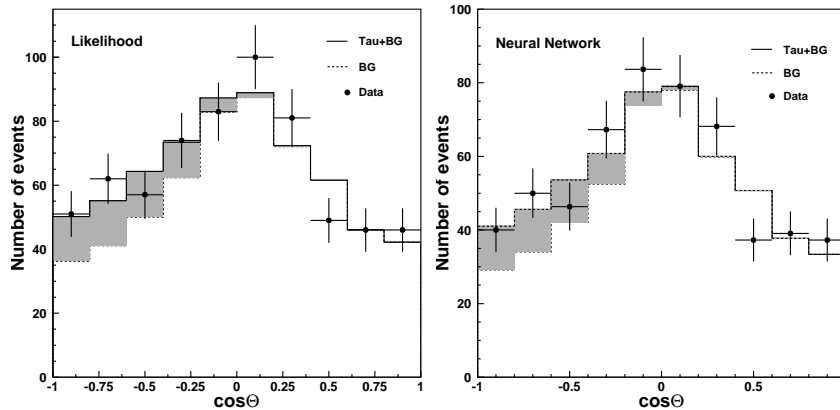 Likelihood
Tau+BG
BG
Data
Number of events
0
20
40
60
80
100
-1
-0.75
-0.5
-0.25
0
0.25
0.5
0.75
1
cosΘ
Neural Network
Tau+BG
BG
Data
Number of events
0
20
40
60
80
100
-1
-0.5
0
0.5
cosΘ